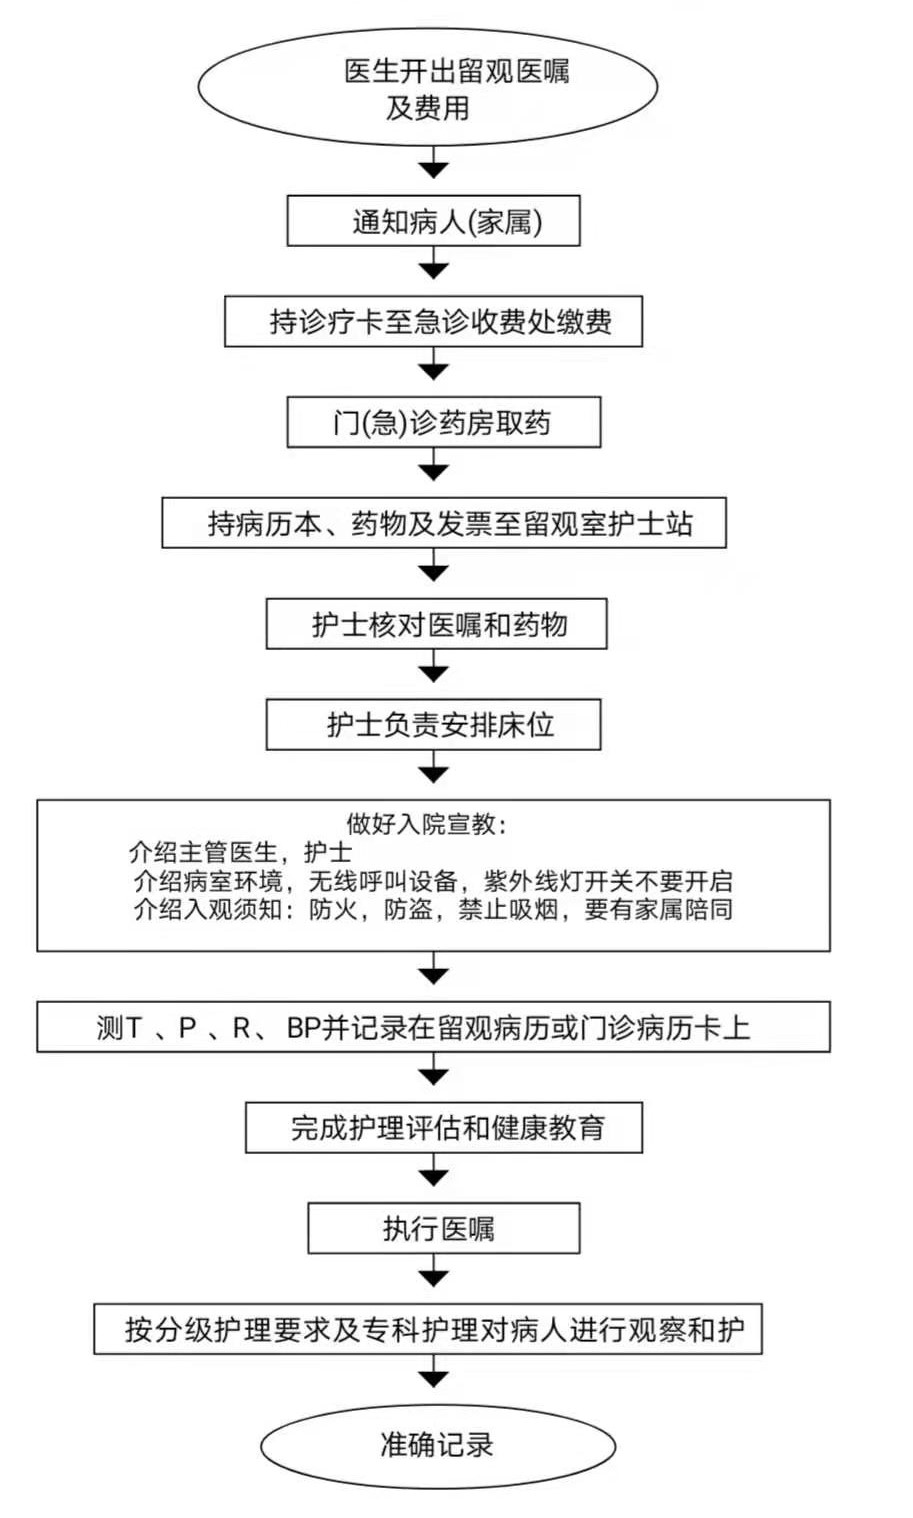 医生开出留观医嘱
及费用
通知病人(家属)
持诊疗卡至急诊收费处缴费
门(急)诊药房取药
持病历本、药物及发票至留观室护士站
护士核对医嘱和药物
护士负责安排床位
做好入院宣教：
介绍主管医生，护士
介绍病室环境，无线呼叫设备，紫外线灯开关不要开启
介绍入观须知：防火，防盗，禁止吸烟，要有家属陪同
测T 、P 、R、 BP并记录在留观病历或门诊病历卡上
完成护理评估和健康教育
执行医嘱
按分级护理要求及专科护理对病人进行观察和护
准确记录